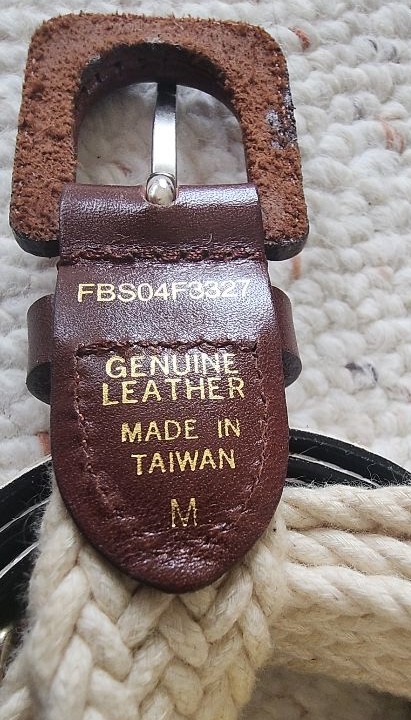 FBS04F3327
GENUINE
LEATHER
MADE IN
TAIWAN
M